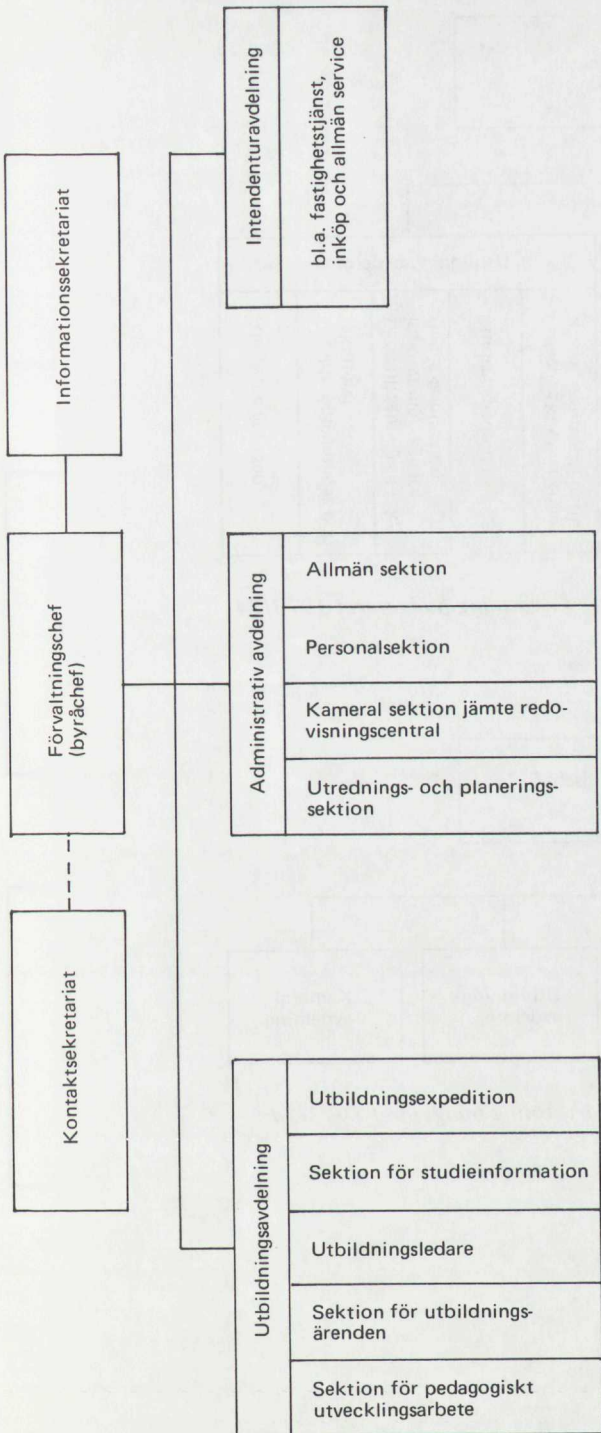 Kontaktsekretariat
Förvaltningschef
(byråchef)
Informationssekretariat
Utbildningsavdelning
Utbildningsexpedition
Sektion för studieinformation
Utbildningsledare
Sektion för utbildnings-
ärenden
Sektion för pedagogiskt
utvecklingsarbete
Administrativ avdelning
Allmän sektion
Personalsektion
Kameral sektion jämte redo-
visningscentral
Utrednings- och planerings-
sektion
Intendenturavdelning
bl.a. fastighetstjänst,
inköp och allmän service